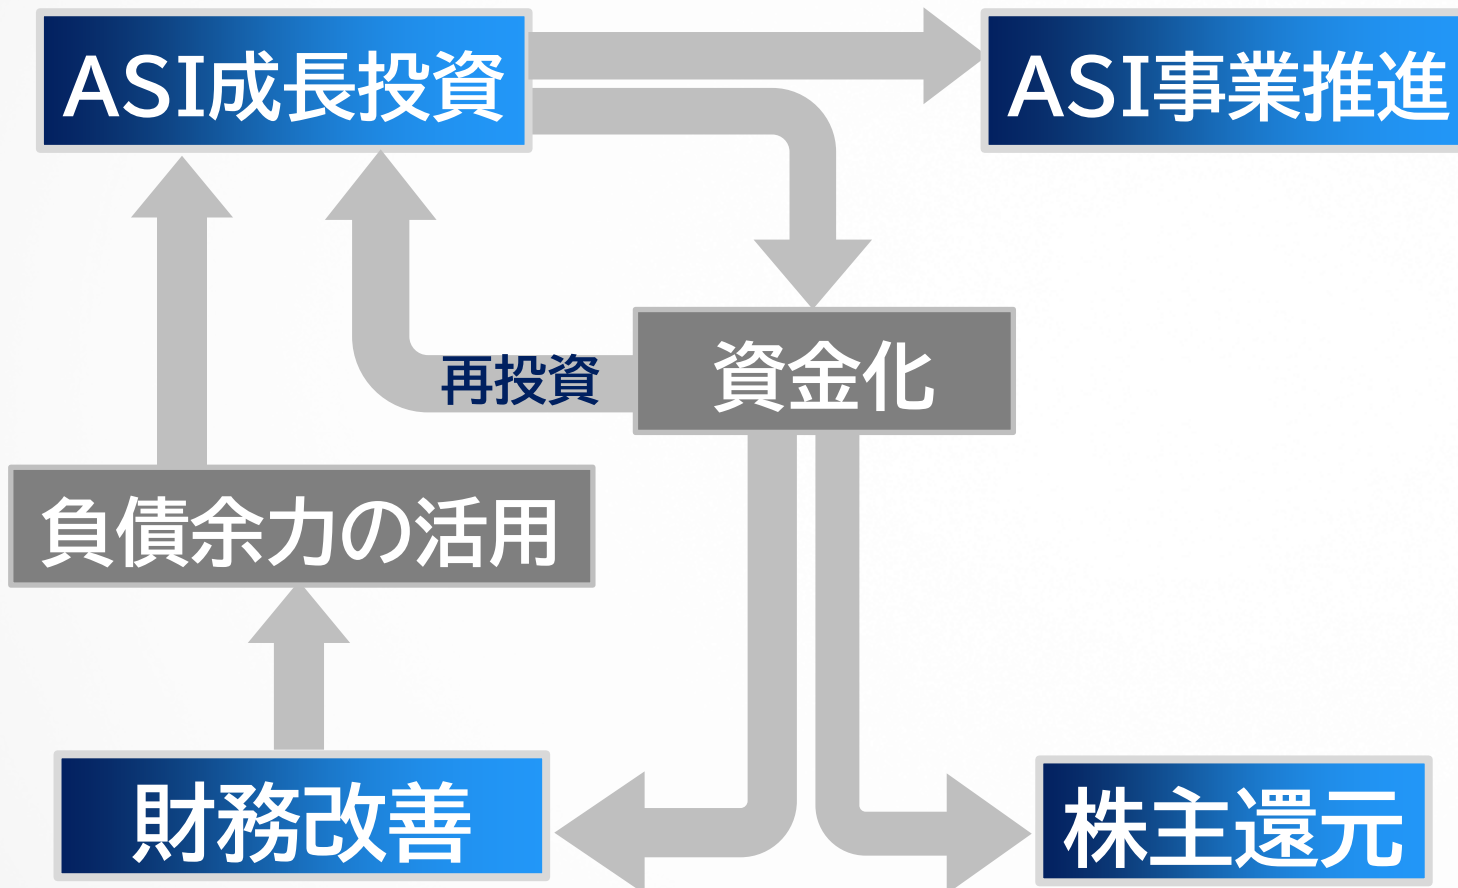 ASI成長投資
ASI事業推進
再投資
資金化
負債余力の活用
財務改善
株主還元